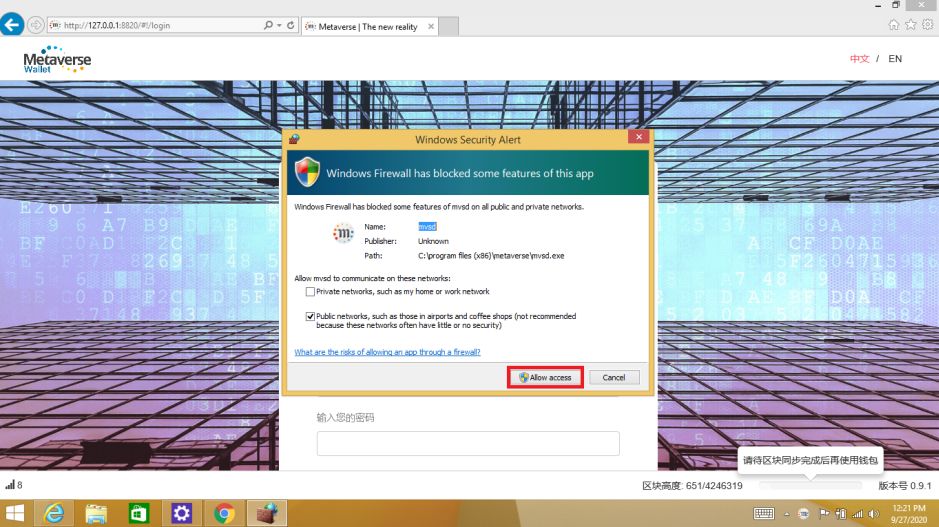 http://127.0.0.1:8820/#!/login
Metaverse | The new reality
Metaverse
Wallet
中文 / EN
Windows Security Alert
Windows Firewall has blocked some features of this app
Windows Firewall has blocked some features of mvsd on all public and private networks.
Name: mvsd
Publisher: Unknown
Path: C:\program files (x86)\metaverse\mvsd.exe
Allow mvsd to communicate on these networks:
Private networks, such as my home or work network
Public networks, such as those in airports and coffee shops (not recommended
because these networks often have little or no security)
What are the risks of allowing an app through a firewall?
Allow access
Cancel
输入您的密码
请待区块同步完成后再使用钱包
8
区块高度: 651/4246319
版本号 0.9.1
12:21 PM
9/27/2020